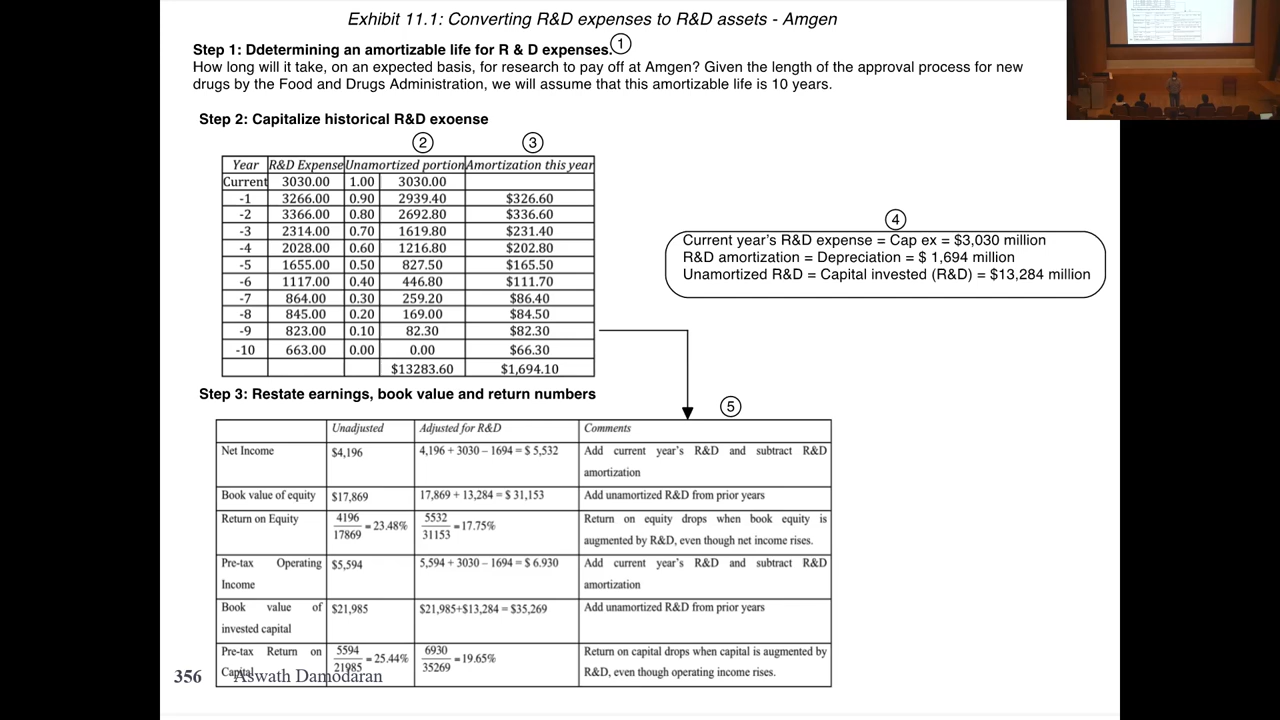 Exhibit 11.1: Converting R&D expenses to R&D assets - Amgen
Step 1: Ddetermining an amortizable life for R & D expenses.
①
How long will it take, on an expected basis, for research to pay off at Amgen? Given the length of the approval process for new
drugs by the Food and Drugs Administration, we will assume that this amortizable life is 10 years.
Step 2: Capitalize historical R&D exoense
② ③
Year R&D Expense Unamortized portion Amortization this year
Current 3030.00 1.00 3030.00
-1 3266.00 0.90 2939.40 $326.60
-2 3366.00 0.80 2692.80 $336.60
-3 2314.00 0.70 1619.80 $231.40
-4 2028.00 0.60 1216.80 $202.80
-5 1655.00 0.50 827.50 $165.50
-6 1117.00 0.40 446.80 $111.70
-7 864.00 0.30 259.20 $86.40
-8 845.00 0.20 169.00 $84.50
-9 823.00 0.10 82.30 $82.30
-10 663.00 0.00 0.00 $66.30
$13283.60 $1,694.10
④
Current year's R&D expense = Cap ex = $3,030 million
R&D amortization = Depreciation = $ 1,694 million
Unamortized R&D = Capital invested (R&D) = $13,284 million
Step 3: Restate earnings, book value and return numbers
⑤
Unadjusted Adjusted for R&D Comments
Net Income $4,196 4,196 + 3030 – 1694 = $ 5,532 Add current year's R&D and subtract R&D
amortization
Book value of equity $17,869 17,869 + 13,284 = $ 31,153 Add unamortized R&D from prior years
Return on Equity 4196/17869 = 23.48% 5532/31153 = 17.75% Return on equity drops when book equity is
augmented by R&D, even though net income rises.
Pre-tax Operating $5,594 5,594 + 3030 – 1694 = $ 6.930 Add current year's R&D and subtract R&D
Income amortization
Book value of $21,985 $21,985+$13,284 = $35,269 Add unamortized R&D from prior years
invested capital
Pre-tax Return on 5594/21985 = 25.44% 6930/35269 = 19.65% Return on capital drops when capital is augmented by
Capital R&D, even though operating income rises.
356 Aswath Damodaran